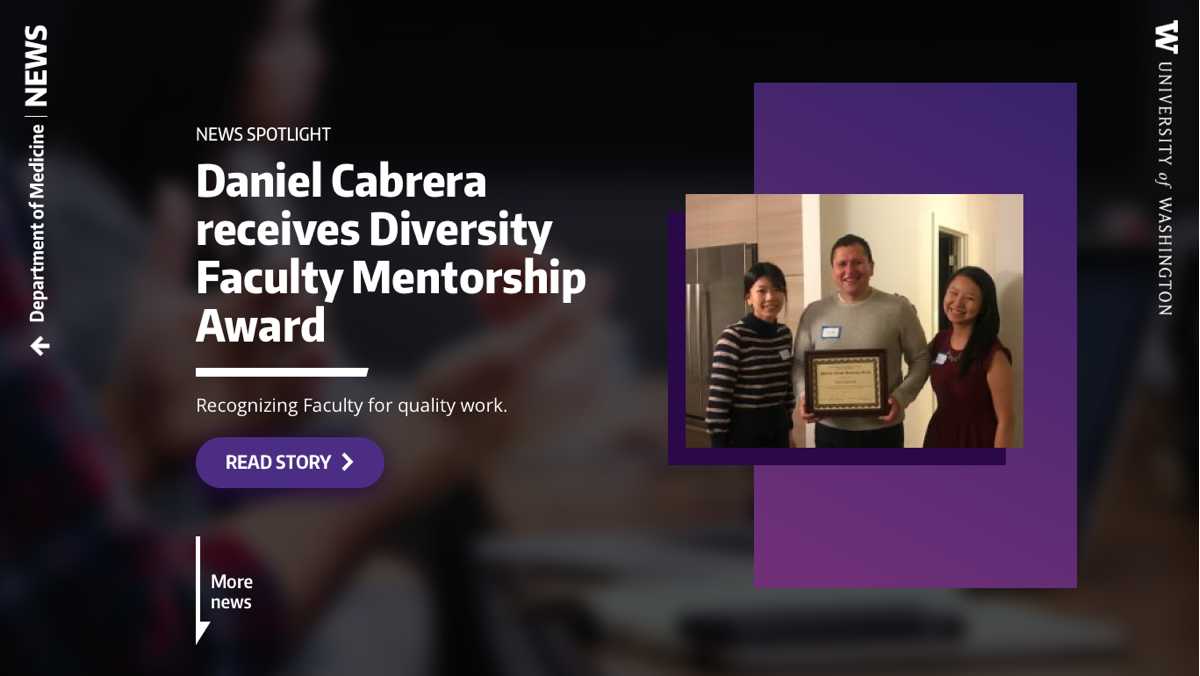 Department of Medicine | NEWS
UNIVERSITY of WASHINGTON
NEWS SPOTLIGHT
Daniel Cabrera
receives Diversity
Faculty Mentorship
Award
Recognizing Faculty for quality work.
READ STORY
More
news